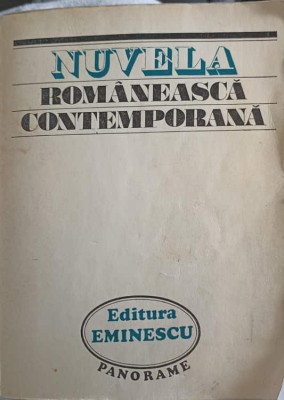 NUVELA
ROMÂNEASCĂ
CONTEMPORANĂ
Editura
EMINESCU
PANORAME